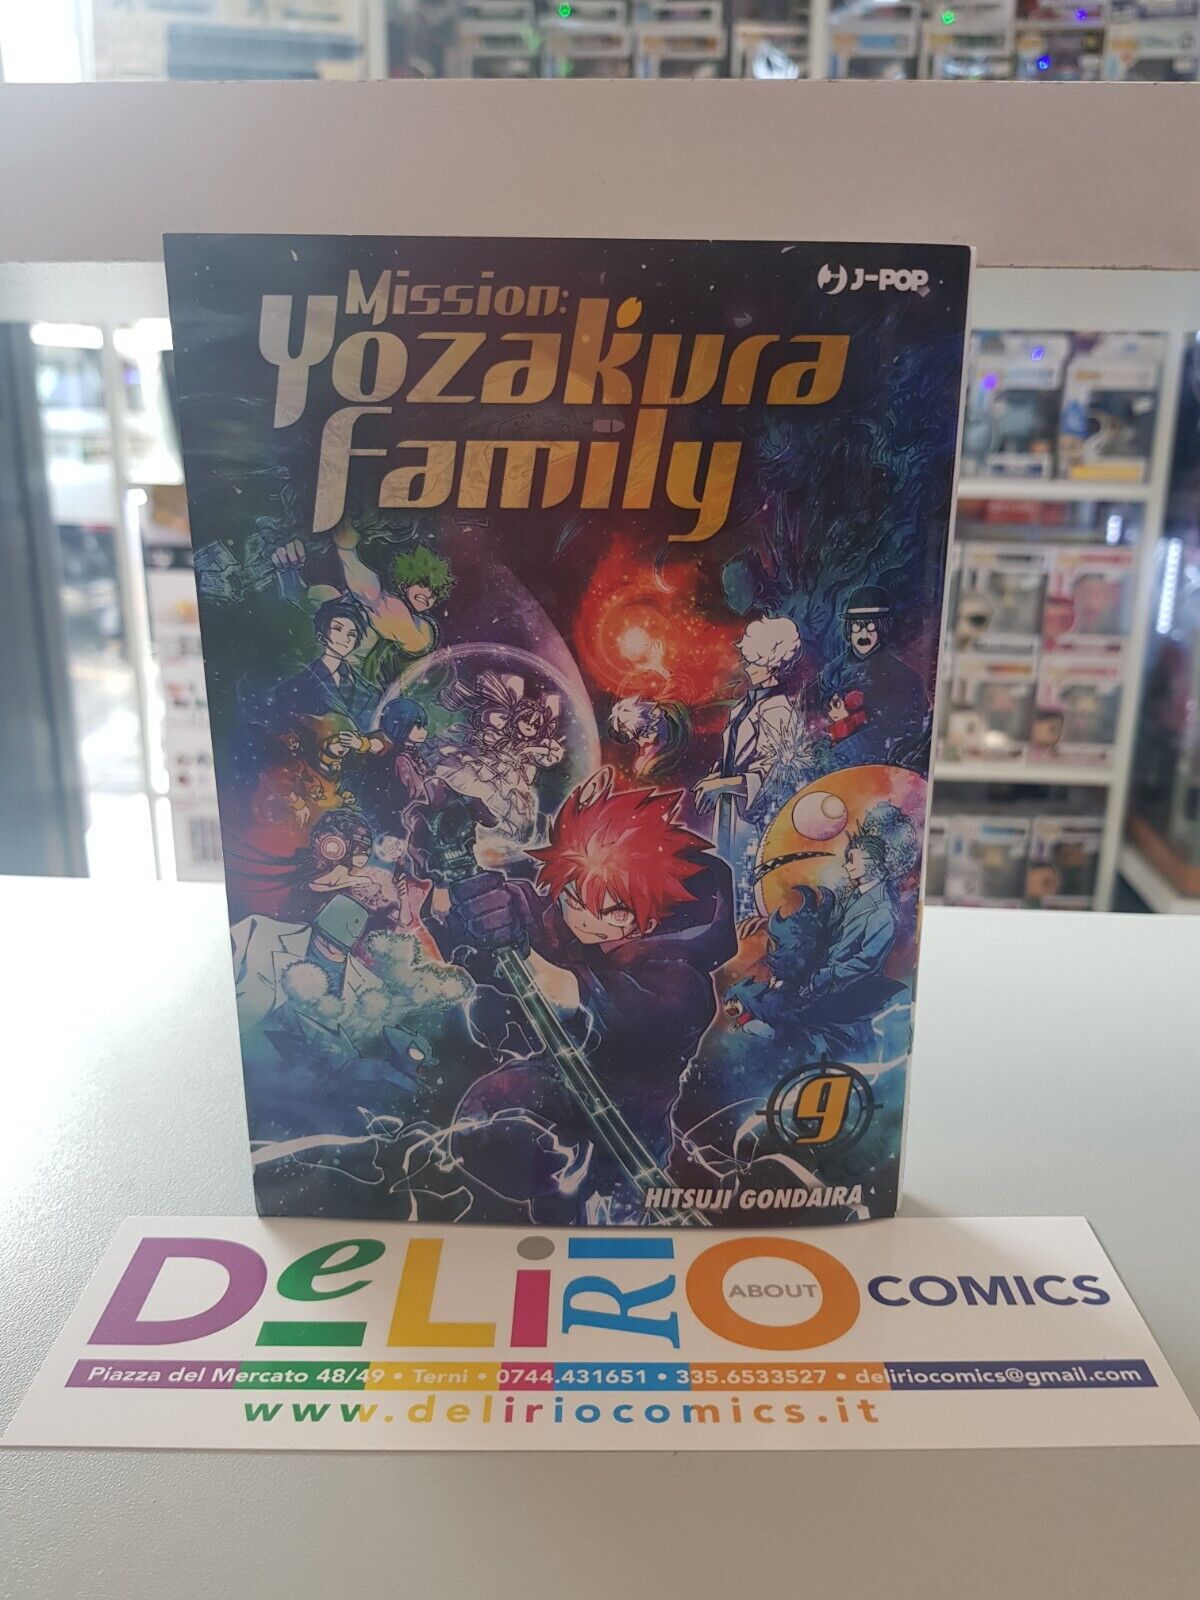 J-POP
Mission:
Yozakura
Family
9
HITSUJI GONDAIRA
DeLiRIO ABOUT COMICS
Piazza del Mercato 48/49 • Terni • 0744.431651 • 335.6533527 • deliriocomics@gmail.com
www.deliriocomics.it